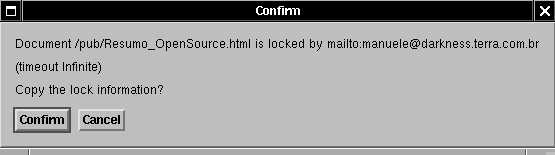 Confirm
Document /pub/Resumo_OpenSource.html is locked by mailto:manuele@darkness.terra.com.br
(timeout Infinite)
Copy the lock information?
Confirm Cancel